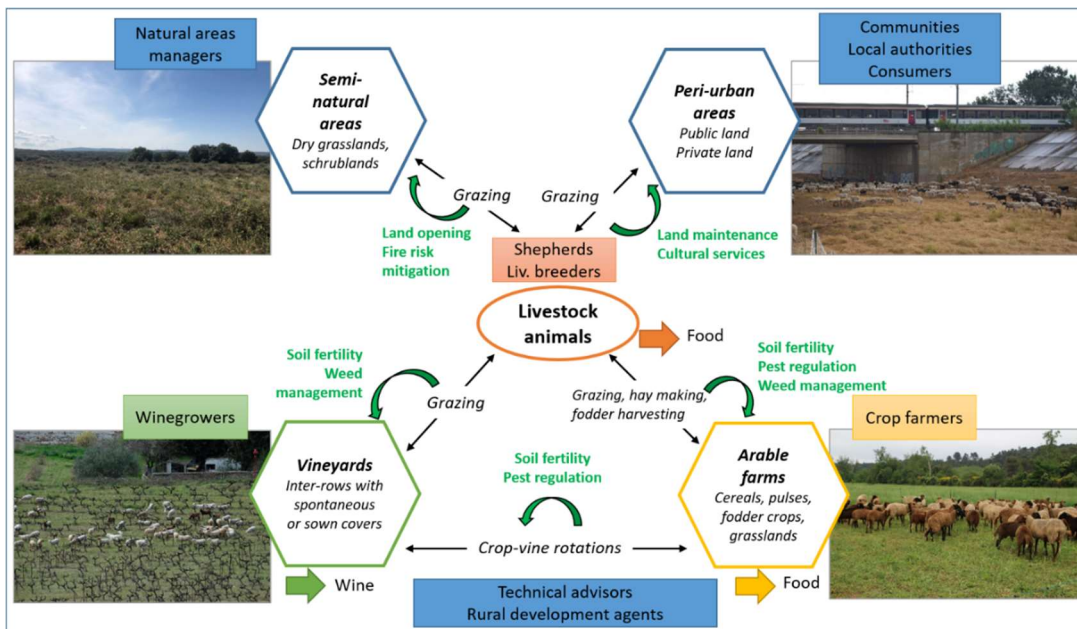 Natural areas
managers
Semi-
natural
areas
Dry grasslands,
schrublands
Peri-urban
areas
Public land
Private land
Communities
Local authorities
Consumers
Grazing
Grazing
Land opening
Fire risk
mitigation
Shepherds
Liv. breeders
Land maintenance
Cultural services
Livestock
animals
Food
Soil fertility
Weed
management
Grazing
Grazing, hay making,
fodder harvesting
Soil fertility
Pest regulation
Weed management
Winegrowers
Crop farmers
Vineyards
Inter-rows with
spontaneous
or sown covers
Soil fertility
Pest regulation
Arable
farms
Cereals, pulses,
fodder crops,
grasslands
Crop-vine rotations
Wine
Technical advisors
Rural development agents
Food